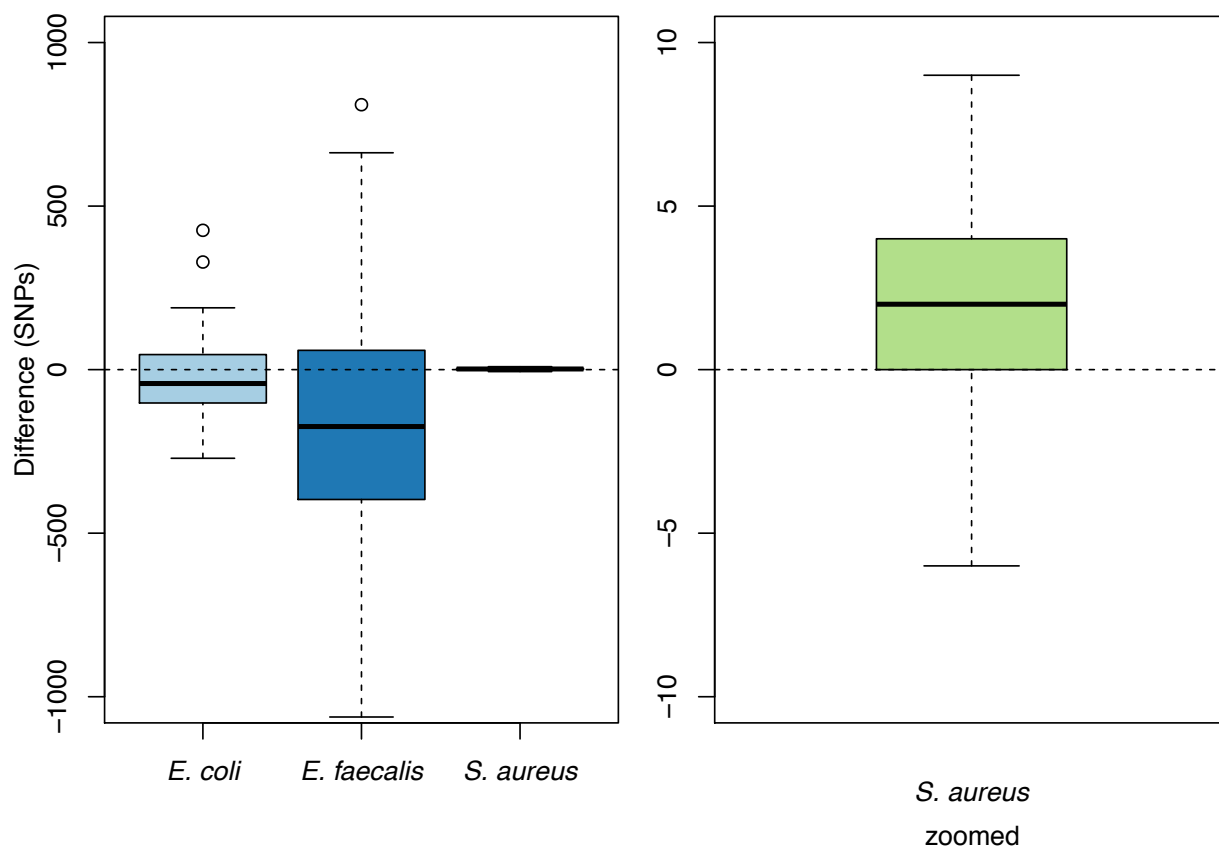 Difference (SNPs)
1000
500
0
−500
−1000
E. coli
E. faecalis
S. aureus
10
5
0
−5
−10
S. aureus
zoomed